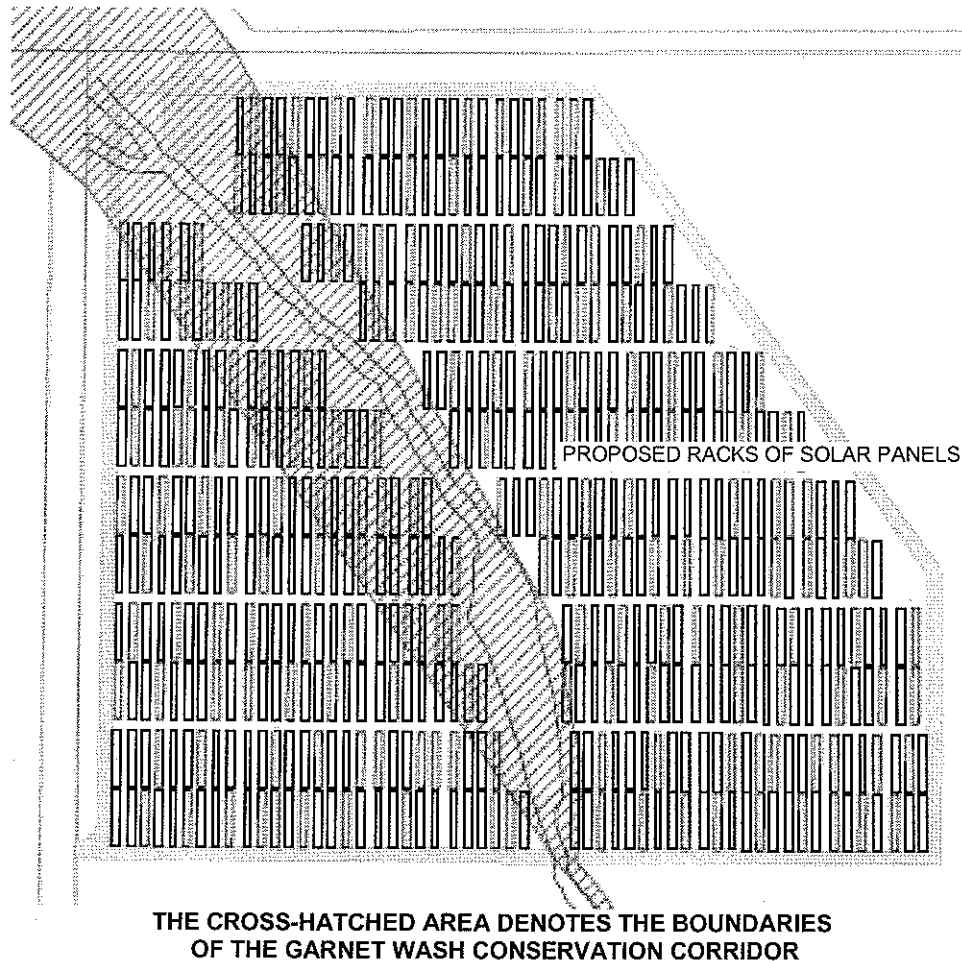 PROPOSED RACKS OF SOLAR PANELS
THE CROSS-HATCHED AREA DENOTES THE BOUNDARIES
OF THE GARNET WASH CONSERVATION CORRIDOR